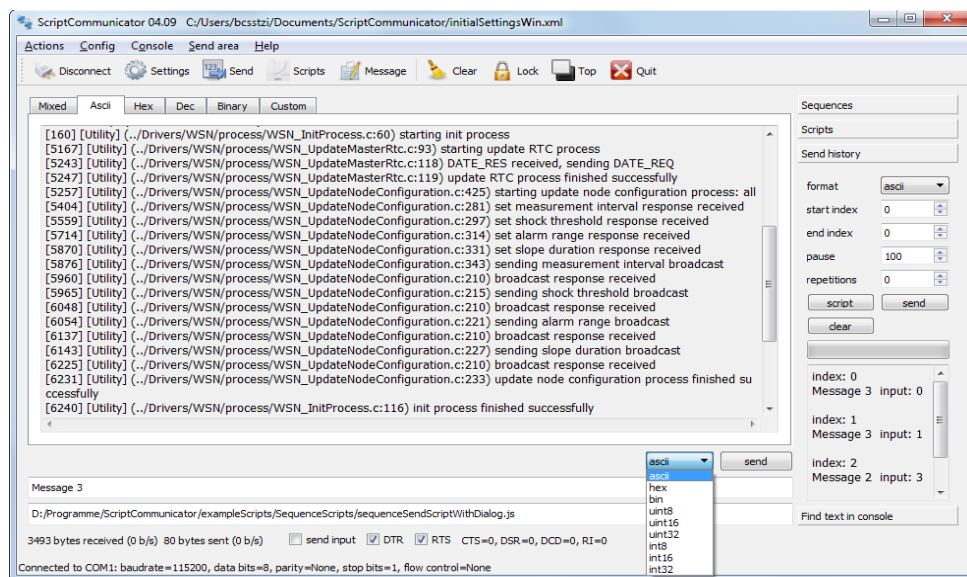 ScriptCommunicator 04.09 C:/Users/bcsstzi/Documents/ScriptCommunicator/initialSettingsWin.xml
Actions Config Console Send area Help
Disconnect Settings 123 Send Scripts Message Clear Lock Top Quit
Mixed Ascii Hex Dec Binary Custom
[160] [Utility] (../Drivers/WSN/process/WSN_InitProcess.c:60) starting init process
[5167] [Utility] (../Drivers/WSN/process/WSN_UpdateMasterRtc.c:93) starting update RTC process
[5243] [Utility] (../Drivers/WSN/process/WSN_UpdateMasterRtc.c:118) DATE_RES received, sending DATE_REQ
[5247] [Utility] (../Drivers/WSN/process/WSN_UpdateMasterRtc.c:119) update RTC process finished successfully
[5257] [Utility] (../Drivers/WSN/process/WSN_UpdateNodeConfiguration.c:425) starting update node configuration process: all
[5404] [Utility] (../Drivers/WSN/process/WSN_UpdateNodeConfiguration.c:281) set measurement interval response received
[5559] [Utility] (../Drivers/WSN/process/WSN_UpdateNodeConfiguration.c:297) set shock threshold response received
[5714] [Utility] (../Drivers/WSN/process/WSN_UpdateNodeConfiguration.c:314) set alarm range response received
[5870] [Utility] (../Drivers/WSN/process/WSN_UpdateNodeConfiguration.c:331) set slope duration response received
[5876] [Utility] (../Drivers/WSN/process/WSN_UpdateNodeConfiguration.c:343) sending measurement interval broadcast
[5960] [Utility] (../Drivers/WSN/process/WSN_UpdateNodeConfiguration.c:210) broadcast response received
[5965] [Utility] (../Drivers/WSN/process/WSN_UpdateNodeConfiguration.c:215) sending shock threshold broadcast
[6048] [Utility] (../Drivers/WSN/process/WSN_UpdateNodeConfiguration.c:210) broadcast response received
[6054] [Utility] (../Drivers/WSN/process/WSN_UpdateNodeConfiguration.c:221) sending alarm range broadcast
[6137] [Utility] (../Drivers/WSN/process/WSN_UpdateNodeConfiguration.c:210) broadcast response received
[6143] [Utility] (../Drivers/WSN/process/WSN_UpdateNodeConfiguration.c:227) sending slope duration broadcast
[6225] [Utility] (../Drivers/WSN/process/WSN_UpdateNodeConfiguration.c:210) broadcast response received
[6231] [Utility] (../Drivers/WSN/process/WSN_UpdateNodeConfiguration.c:233) update node configuration process finished su
ccessfully
[6240] [Utility] (../Drivers/WSN/process/WSN_InitProcess.c:116) init process finished successfully
ascii send
ascii
hex
bin
uint8
uint16
uint32
int8
int16
int32
Message 3
D:/Programme/ScriptCommunicator/exampleScripts/SequenceScripts/sequenceSendScriptWithDialog.js
3493 bytes received (0 b/s) 80 bytes sent (0 b/s) send input DTR RTS CTS=0, DSR=0, DCD=0, RI=0
Connected to COM1: baudrate=115200, data bits=8, parity=None, stop bits=1, flow control=None
Sequences
Scripts
Send history
format ascii
start index 0
end index 0
pause 100
repetitions 0
script send
clear
index: 0
Message 3 input: 0
index: 1
Message 3 input: 1
index: 2
Message 2 input: 3
Find text in console